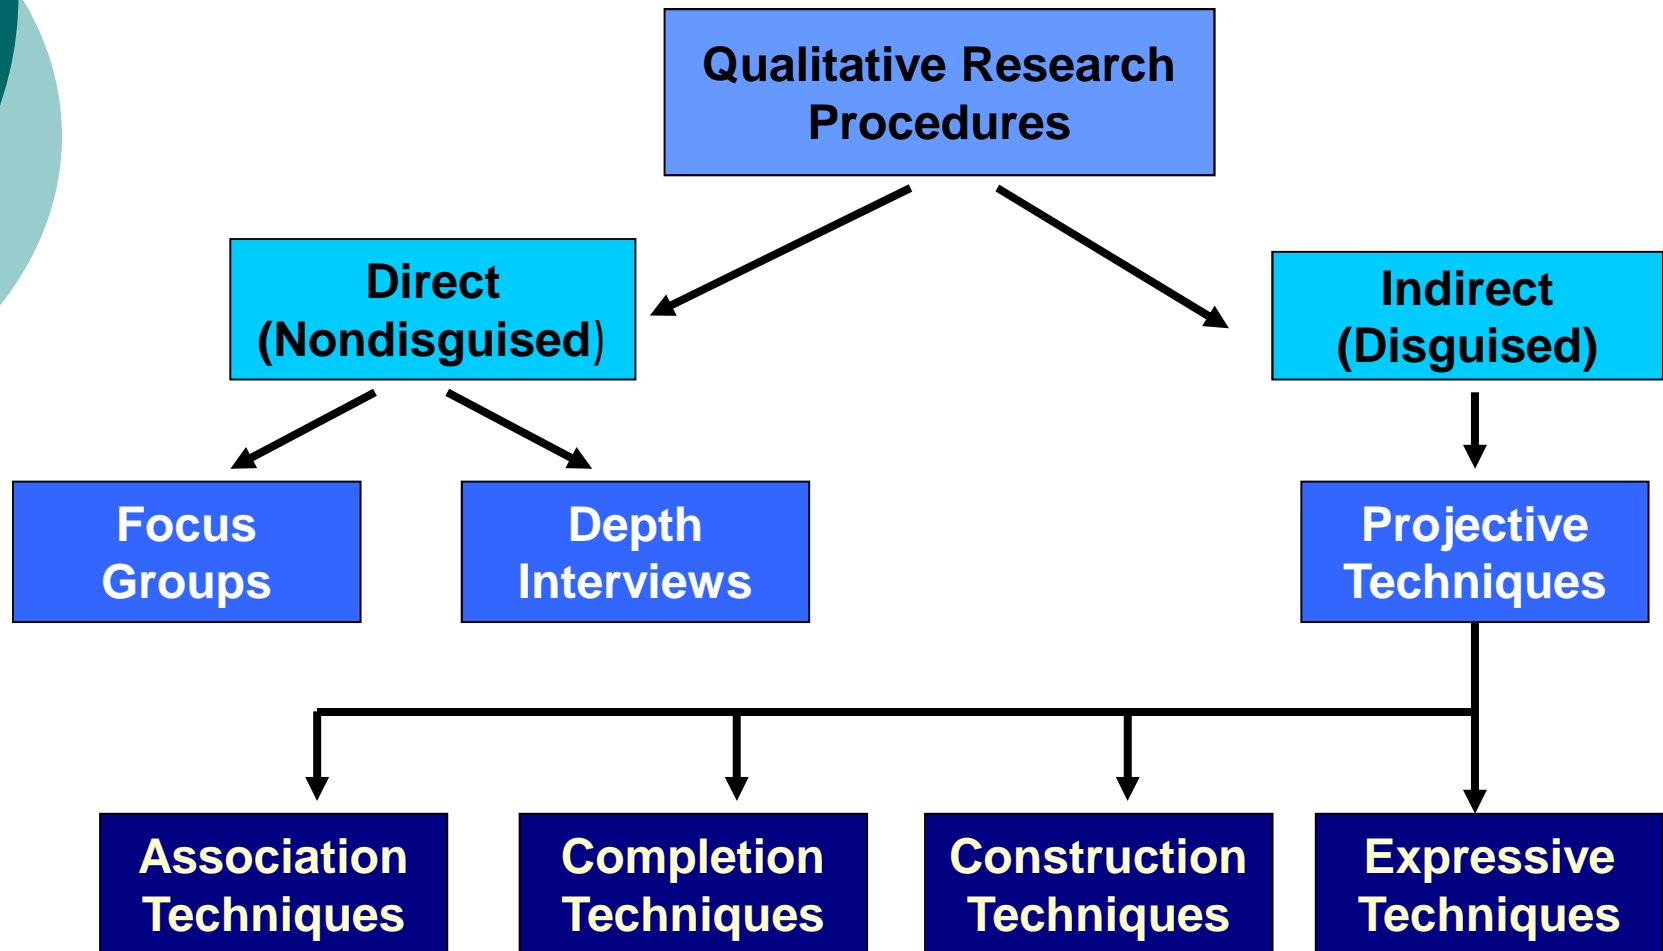 Qualitative Research
Procedures
Direct
(Nondisguised)
Indirect
(Disguised)
Focus
Groups
Depth
Interviews
Projective
Techniques
Association
Techniques
Completion
Techniques
Construction
Techniques
Expressive
Techniques